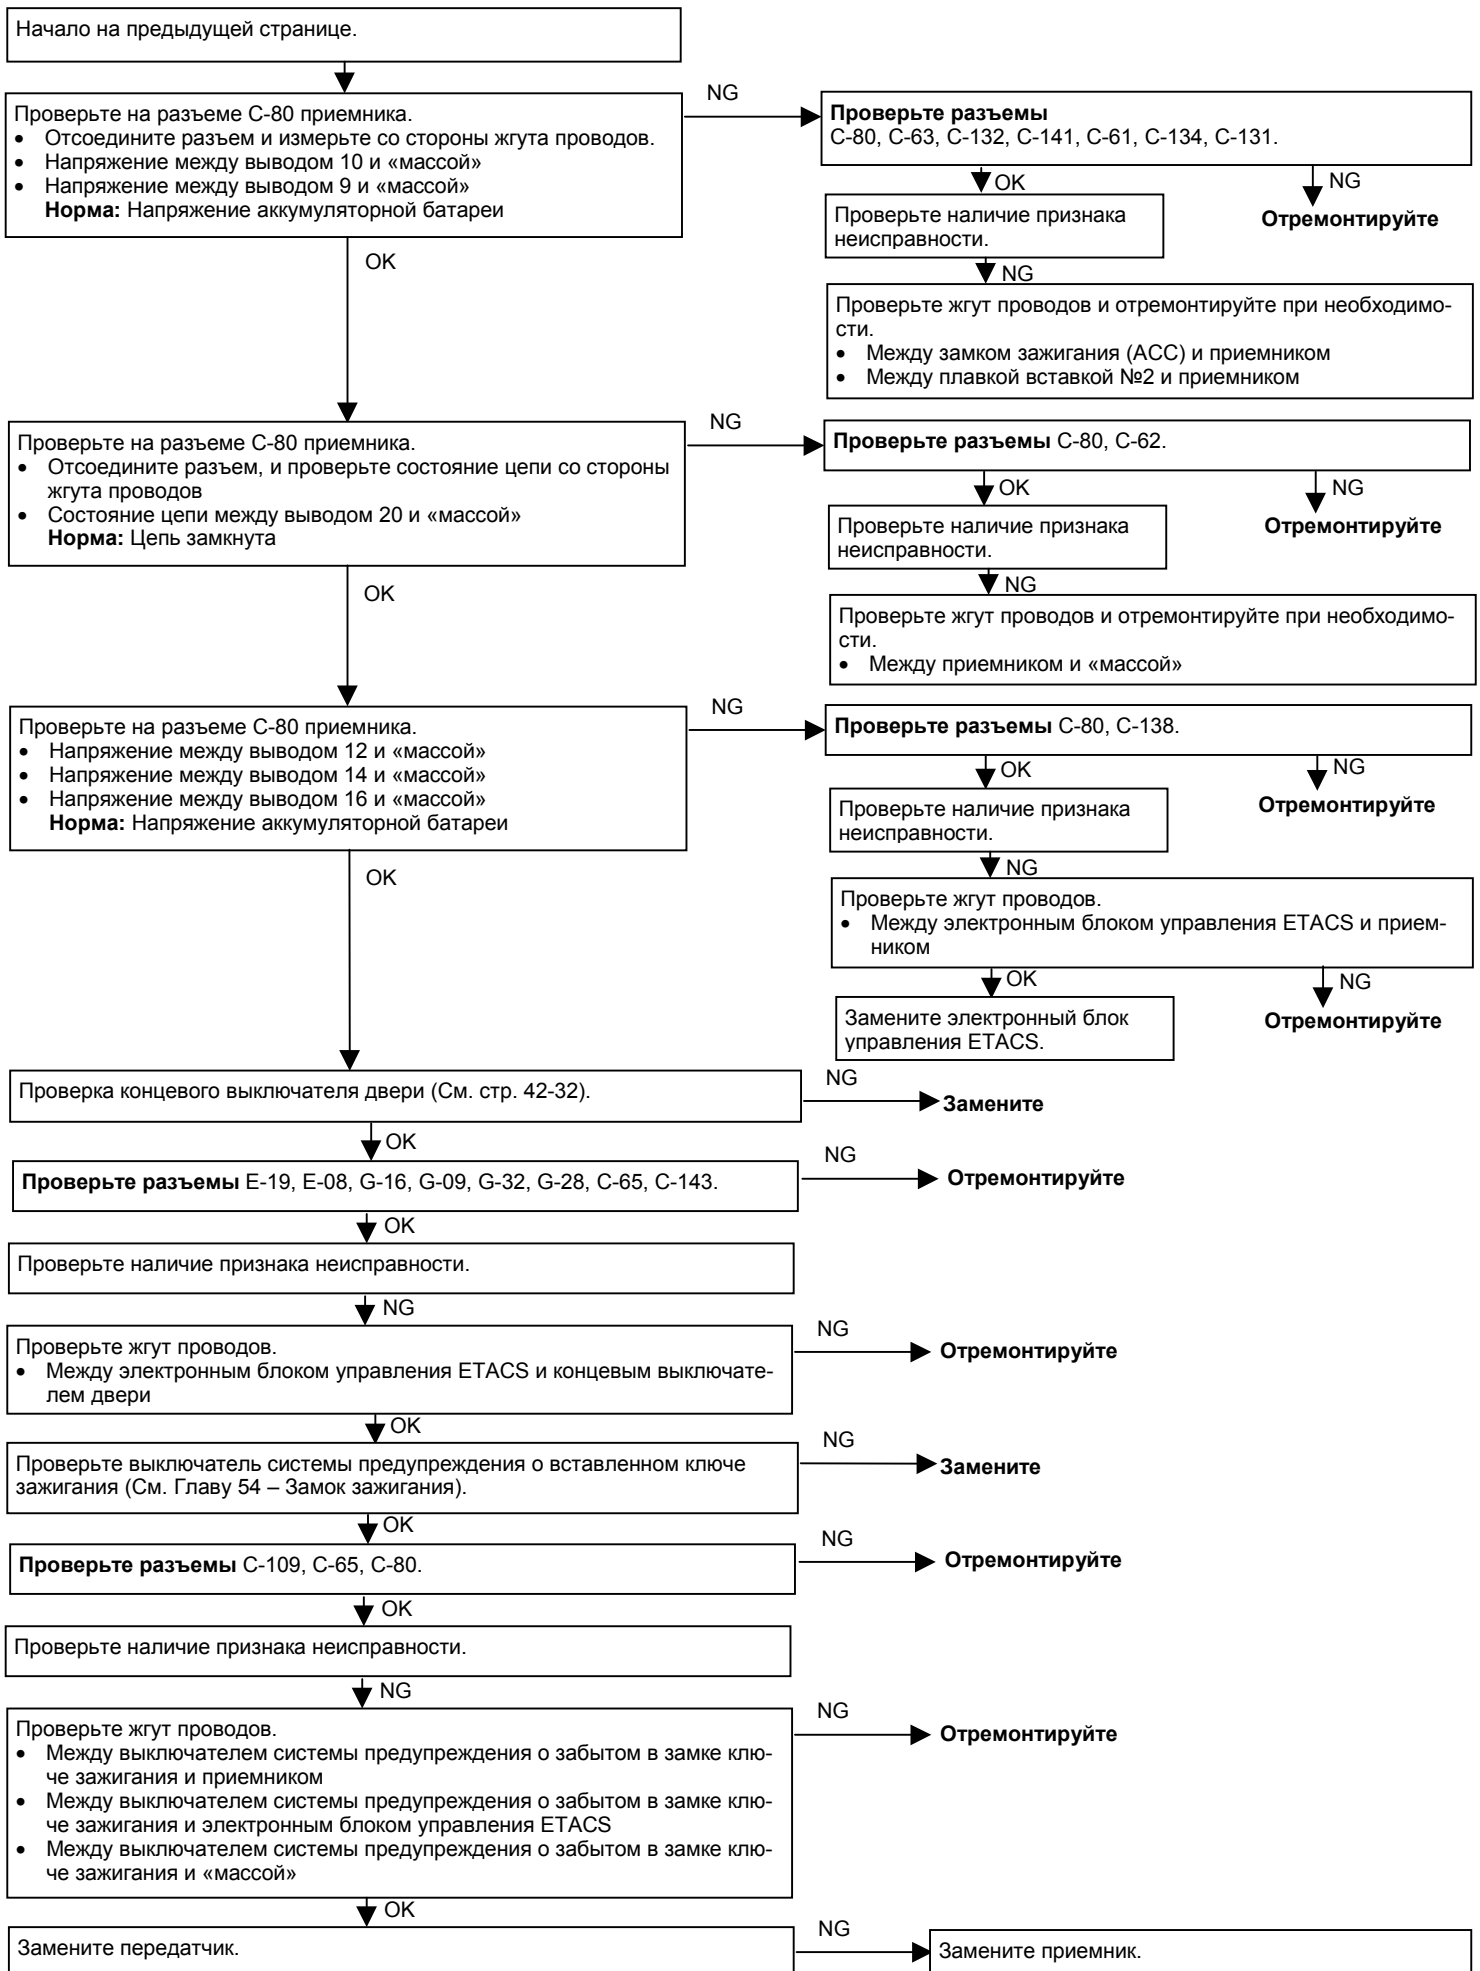 Начало на предыдущей странице.
Проверьте на разъеме С-80 приемника.
• Отсоедините разъем и измерьте со стороны жгута проводов.
• Напряжение между выводом 10 и «массой»
• Напряжение между выводом 9 и «массой»
Норма: Напряжение аккумуляторной батареи
NG
Проверьте разъемы
С-80, С-63, С-132, С-141, С-61, С-134, С-131.
OK
NG
Проверьте наличие признака
неисправности.
Отремонтируйте
NG
Проверьте жгут проводов и отремонтируйте при необходимо-
сти.
• Между замком зажигания (АСС) и приемником
• Между плавкой вставкой №2 и приемником
OK
Проверьте на разъеме С-80 приемника.
• Отсоедините разъем, и проверьте состояние цепи со стороны
жгута проводов
• Состояние цепи между выводом 20 и «массой»
Норма: Цепь замкнута
NG
Проверьте разъемы С-80, С-62.
OK
NG
Проверьте наличие признака
неисправности.
Отремонтируйте
NG
Проверьте жгут проводов и отремонтируйте при необходимо-
сти.
• Между приемником и «массой»
OK
Проверьте на разъеме С-80 приемника.
• Напряжение между выводом 12 и «массой»
• Напряжение между выводом 14 и «массой»
• Напряжение между выводом 16 и «массой»
Норма: Напряжение аккумуляторной батареи
NG
Проверьте разъемы С-80, С-138.
OK
NG
Проверьте наличие признака
неисправности.
Отремонтируйте
NG
Проверьте жгут проводов.
• Между электронным блоком управления ETACS и прием-
ником
OK
NG
Замените электронный блок
управления ETACS.
Отремонтируйте
OK
Проверка концевого выключателя двери (См. стр. 42-32).
NG
Замените
OK
Проверьте разъемы Е-19, Е-08, G-16, G-09, G-32, G-28, С-65, С-143.
NG
Отремонтируйте
OK
Проверьте наличие признака неисправности.
NG
Проверьте жгут проводов.
• Между электронным блоком управления ETACS и концевым выключате-
лем двери
NG
Отремонтируйте
OK
Проверьте выключатель системы предупреждения о вставленном ключе
зажигания (См. Главу 54 – Замок зажигания).
NG
Замените
OK
Проверьте разъемы С-109, С-65, С-80.
NG
Отремонтируйте
OK
Проверьте наличие признака неисправности.
NG
Проверьте жгут проводов.
• Между выключателем системы предупреждения о забытом в замке клю-
че зажигания и приемником
• Между выключателем системы предупреждения о забытом в замке клю-
че зажигания и электронным блоком управления ETACS
• Между выключателем системы предупреждения о забытом в замке клю-
че зажигания и «массой»
NG
Отремонтируйте
OK
Замените передатчик.
NG
Замените приемник.